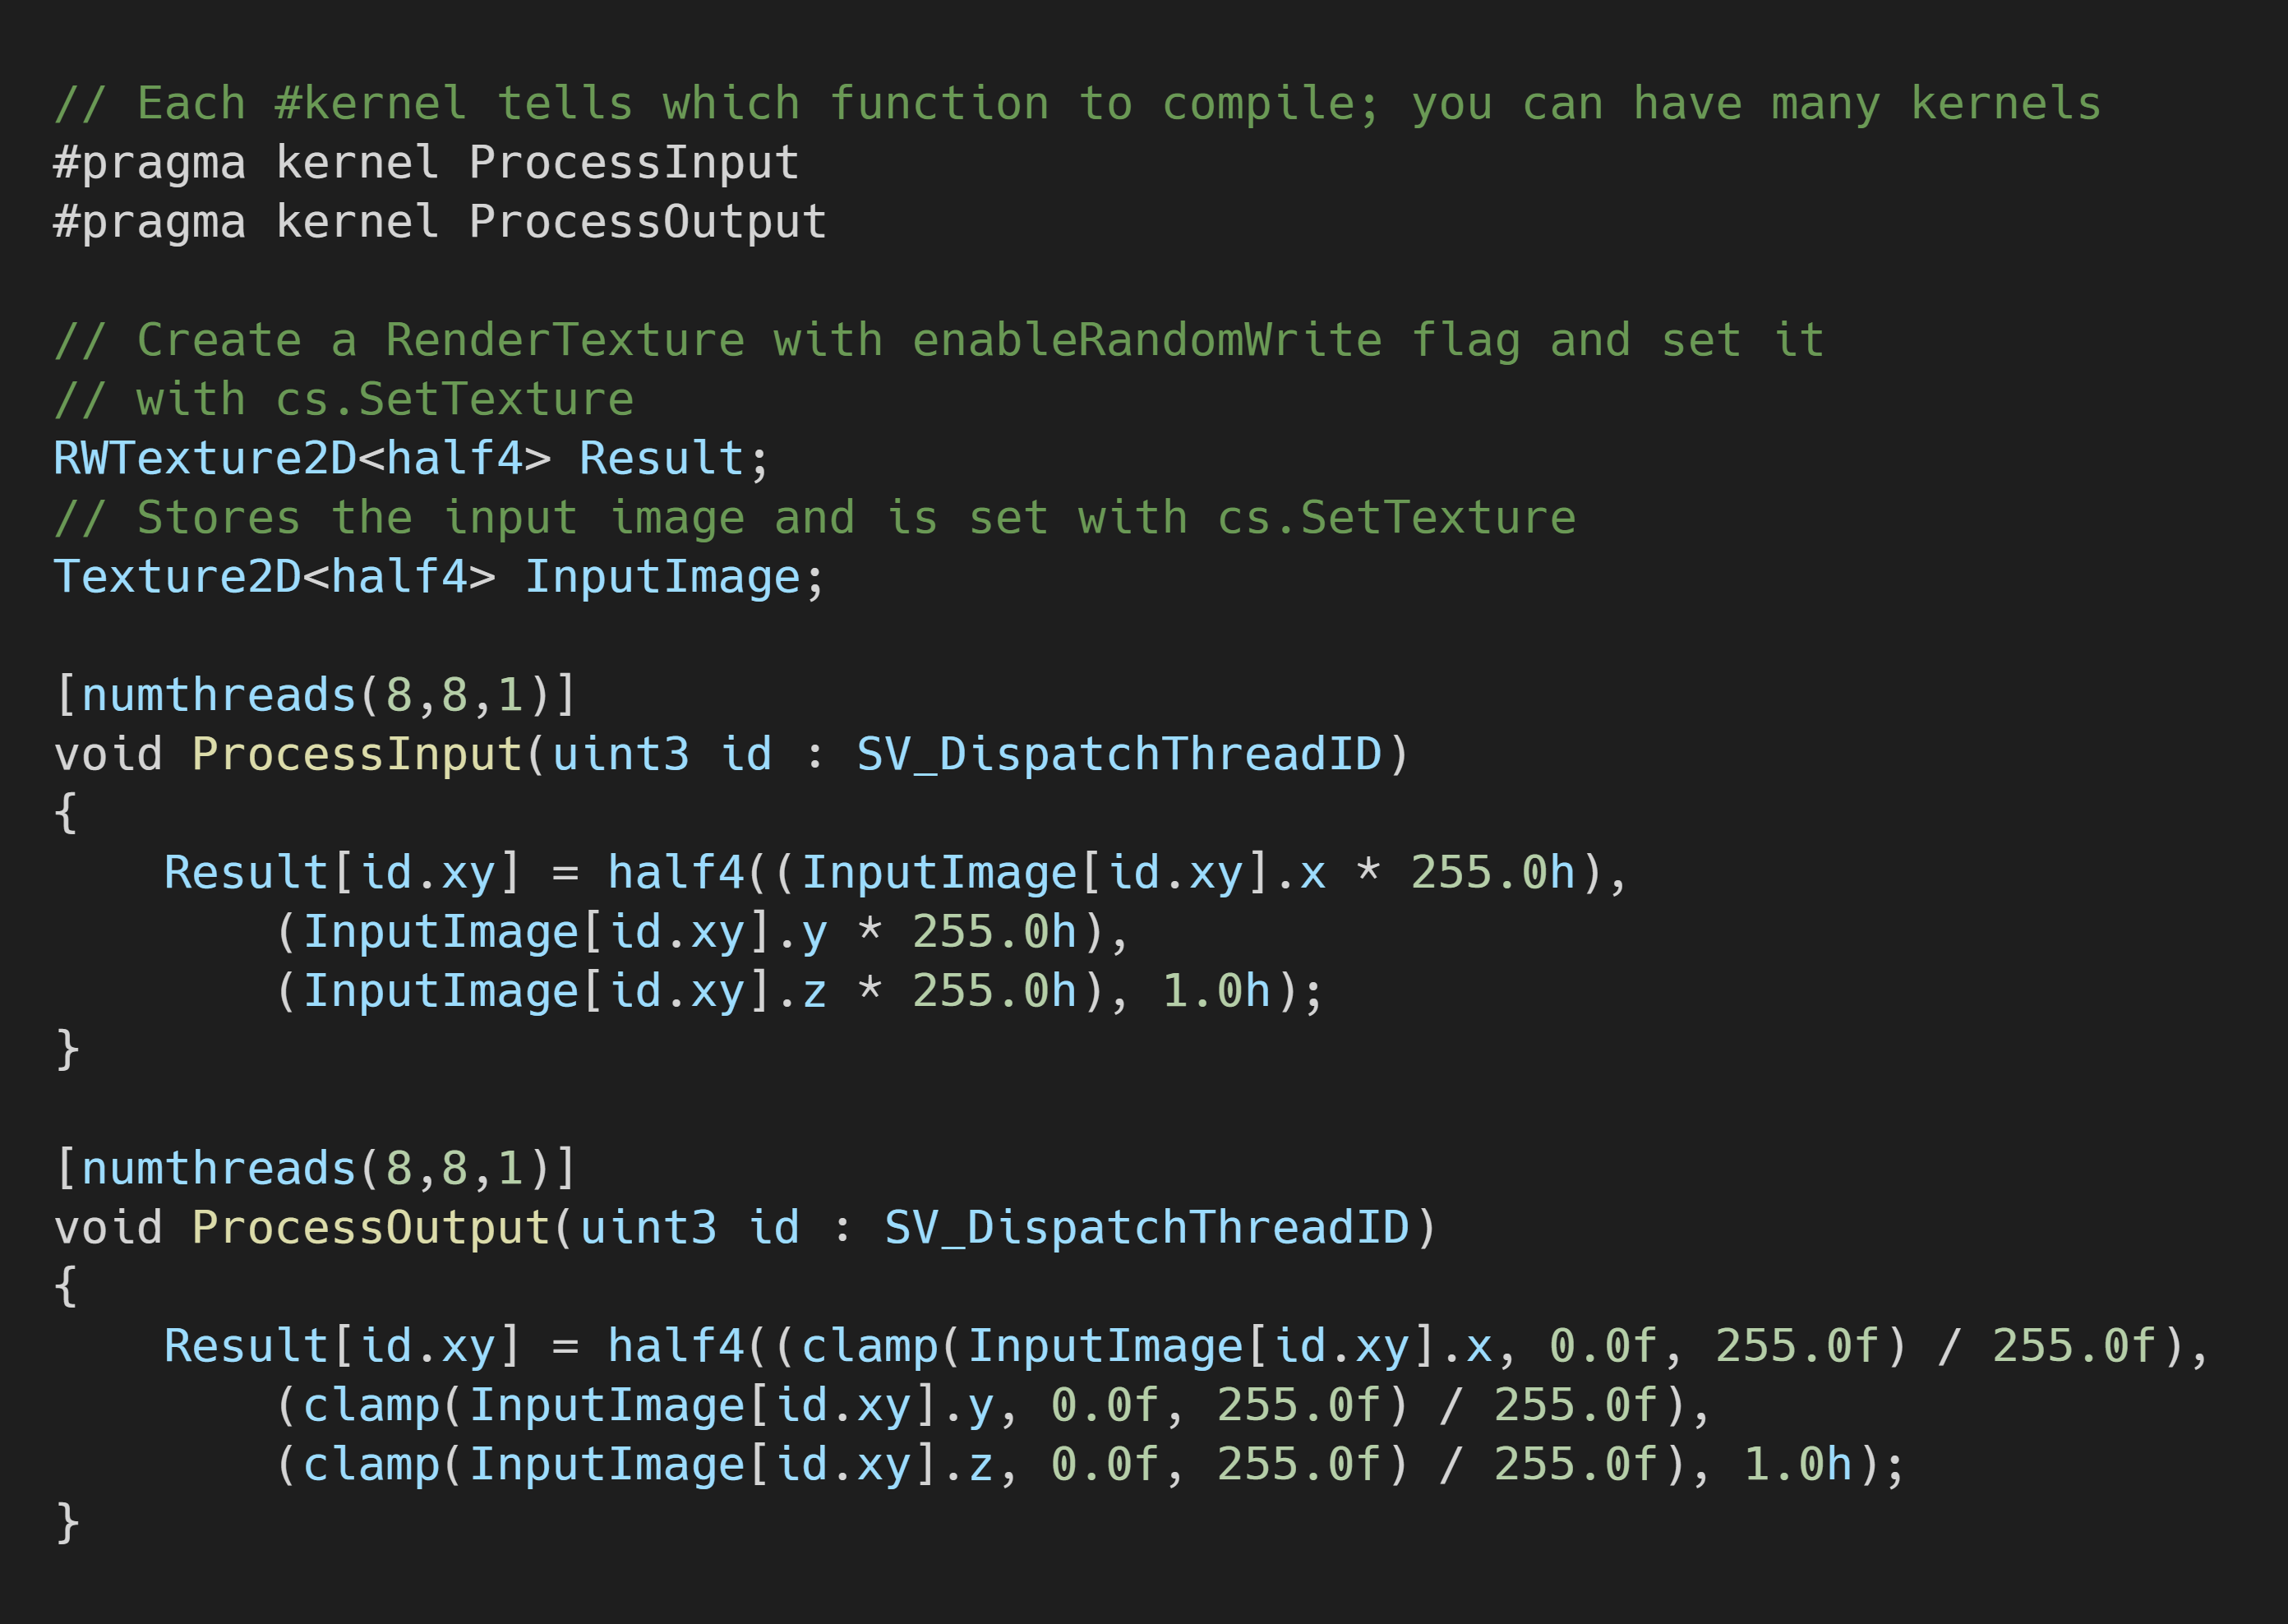 // Each #kernel tells which function to compile; you can have many kernels
#pragma kernel ProcessInput
#pragma kernel ProcessOutput

// Create a RenderTexture with enableRandomWrite flag and set it
// with cs.SetTexture
RWTexture2D<half4> Result;
// Stores the input image and is set with cs.SetTexture
Texture2D<half4> InputImage;

[numthreads(8,8,1)]
void ProcessInput(uint3 id : SV_DispatchThreadID)
{
    Result[id.xy] = half4((InputImage[id.xy].x * 255.0h),
        (InputImage[id.xy].y * 255.0h),
        (InputImage[id.xy].z * 255.0h), 1.0h);
}

[numthreads(8,8,1)]
void ProcessOutput(uint3 id : SV_DispatchThreadID)
{
    Result[id.xy] = half4((clamp(InputImage[id.xy].x, 0.0f, 255.0f) / 255.0f),
        (clamp(InputImage[id.xy].y, 0.0f, 255.0f) / 255.0f),
        (clamp(InputImage[id.xy].z, 0.0f, 255.0f) / 255.0f), 1.0h);
}